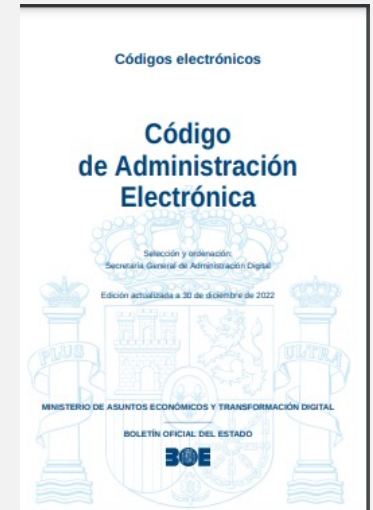 Códigos electrónicos
Código
de Administración
Electrónica
Selección y ordenación:
Secretaría General de Administración Digital
Edición actualizada a 30 de diciembre de 2022
PLUS
ULTRA
MINISTERIO DE ASUNTOS ECONÓMICOS Y TRANSFORMACIÓN DIGITAL
BOLETÍN OFICIAL DEL ESTADO
BOE